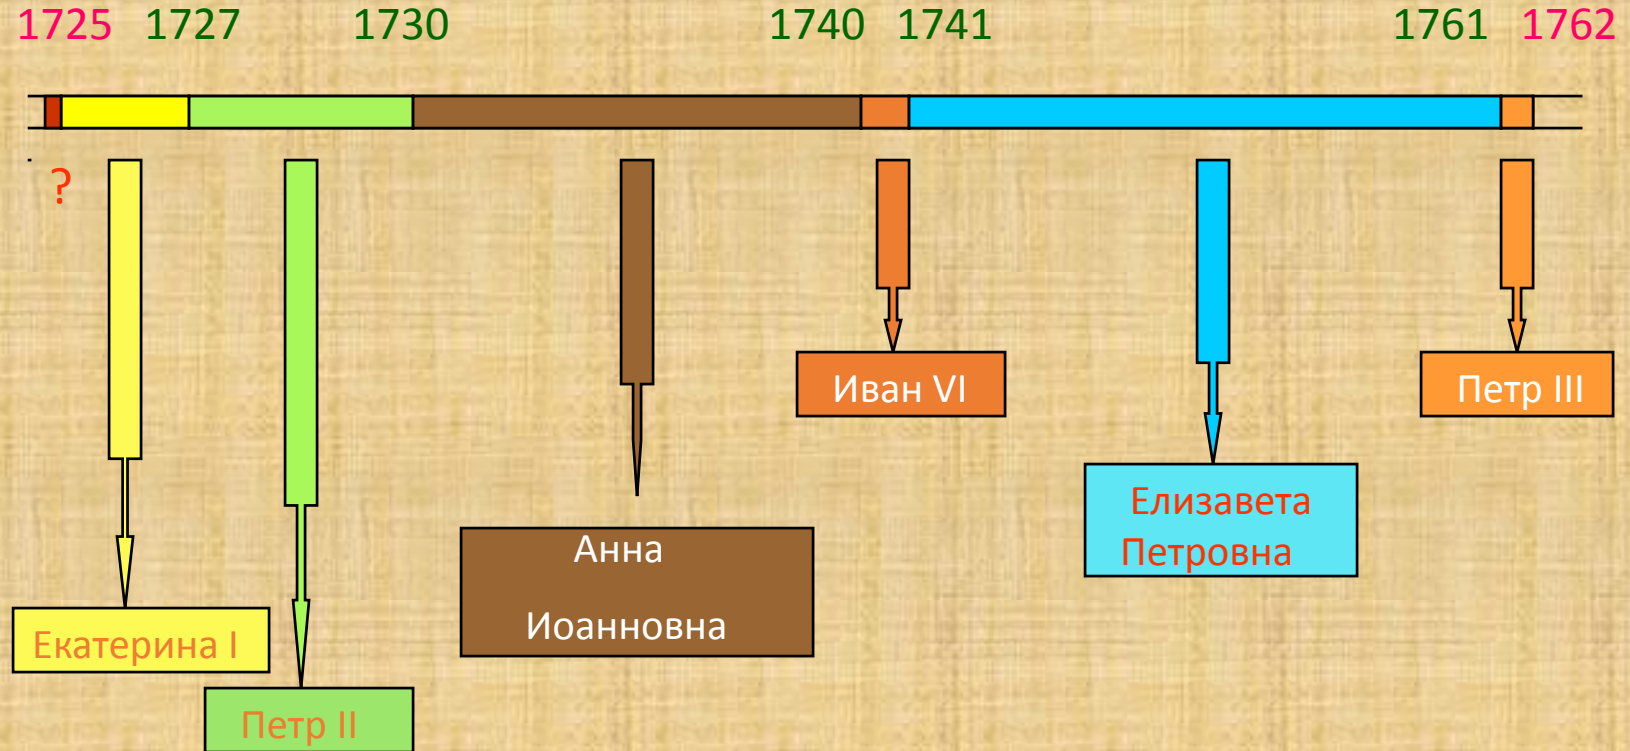 1725 1727 1730 1740 1741 1761 1762
?
Иван VI
Петр III
Елизавета
Петровна
Анна
Иоанновна
Екатерина I
Петр II